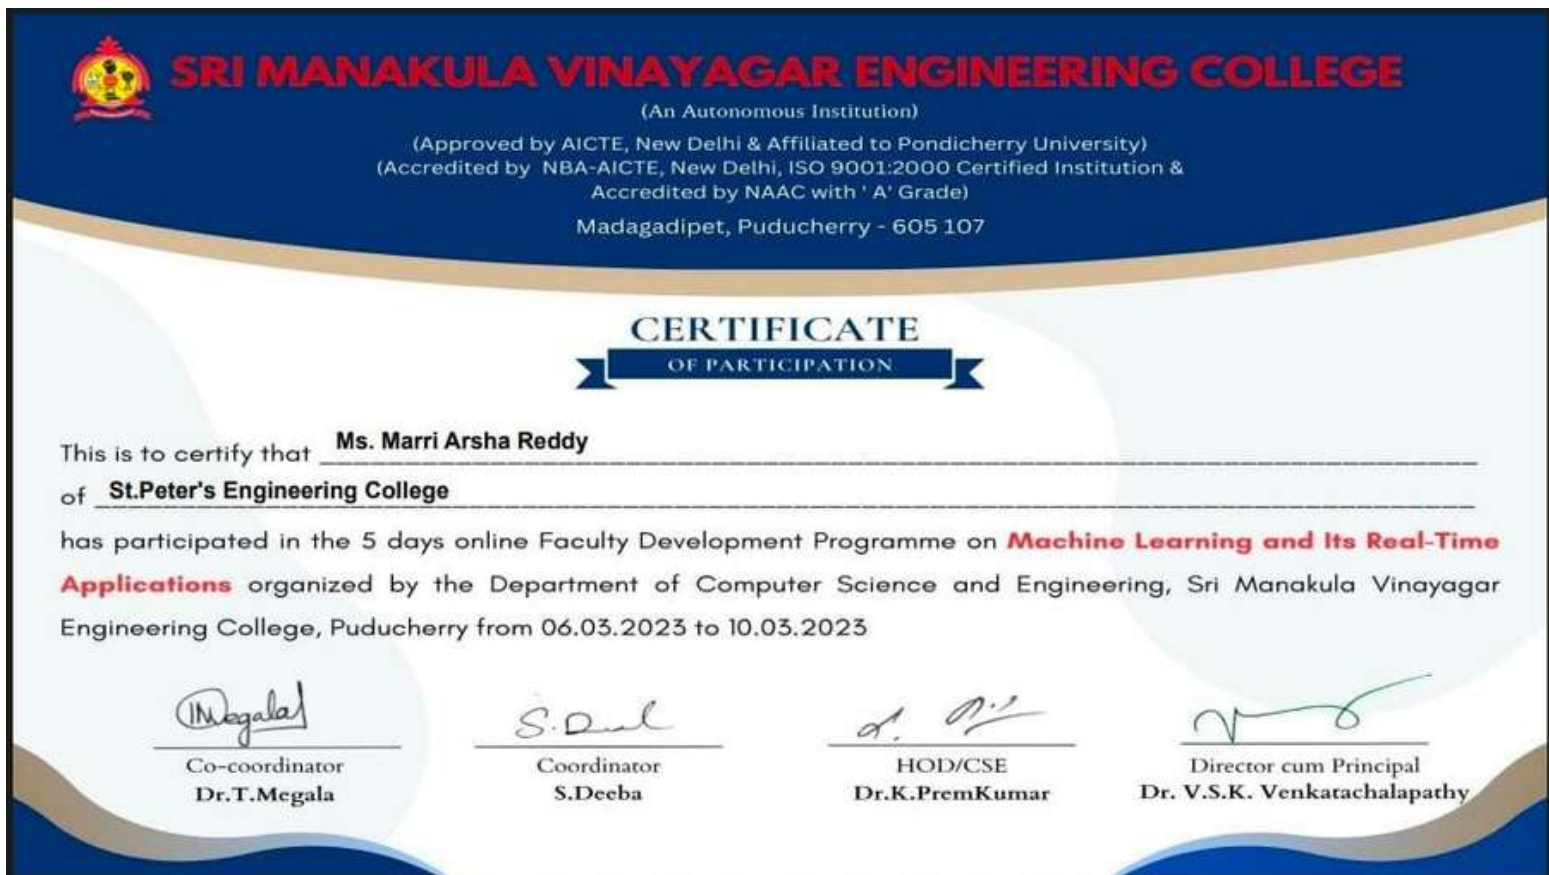 SRI MANAKULA VINAYAGAR ENGINEERING COLLEGE
(An Autonomous Institution)
(Approved by AICTE, New Delhi & Affiliated to Pondicherry University)
(Accredited by NBA-AICTE, New Delhi, ISO 9001:2000 Certified Institution &
Accredited by NAAC with ' A' Grade)
Madagadipet, Puducherry - 605 107
CERTIFICATE
OF PARTICIPATION
This is to certify that Ms. Marri Arsha Reddy
of St.Peter's Engineering College
has participated in the 5 days online Faculty Development Programme on Machine Learning and Its Real-Time
Applications organized by the Department of Computer Science and Engineering, Sri Manakula Vinayagar
Engineering College, Puducherry from 06.03.2023 to 10.03.2023
Megala S.D
Co-coordinator Coordinator HOD/CSE Director cum Principal
Dr.T.Megala S.Deeba Dr.K.PremKumar Dr. V.S.K. Venkatachalapathy